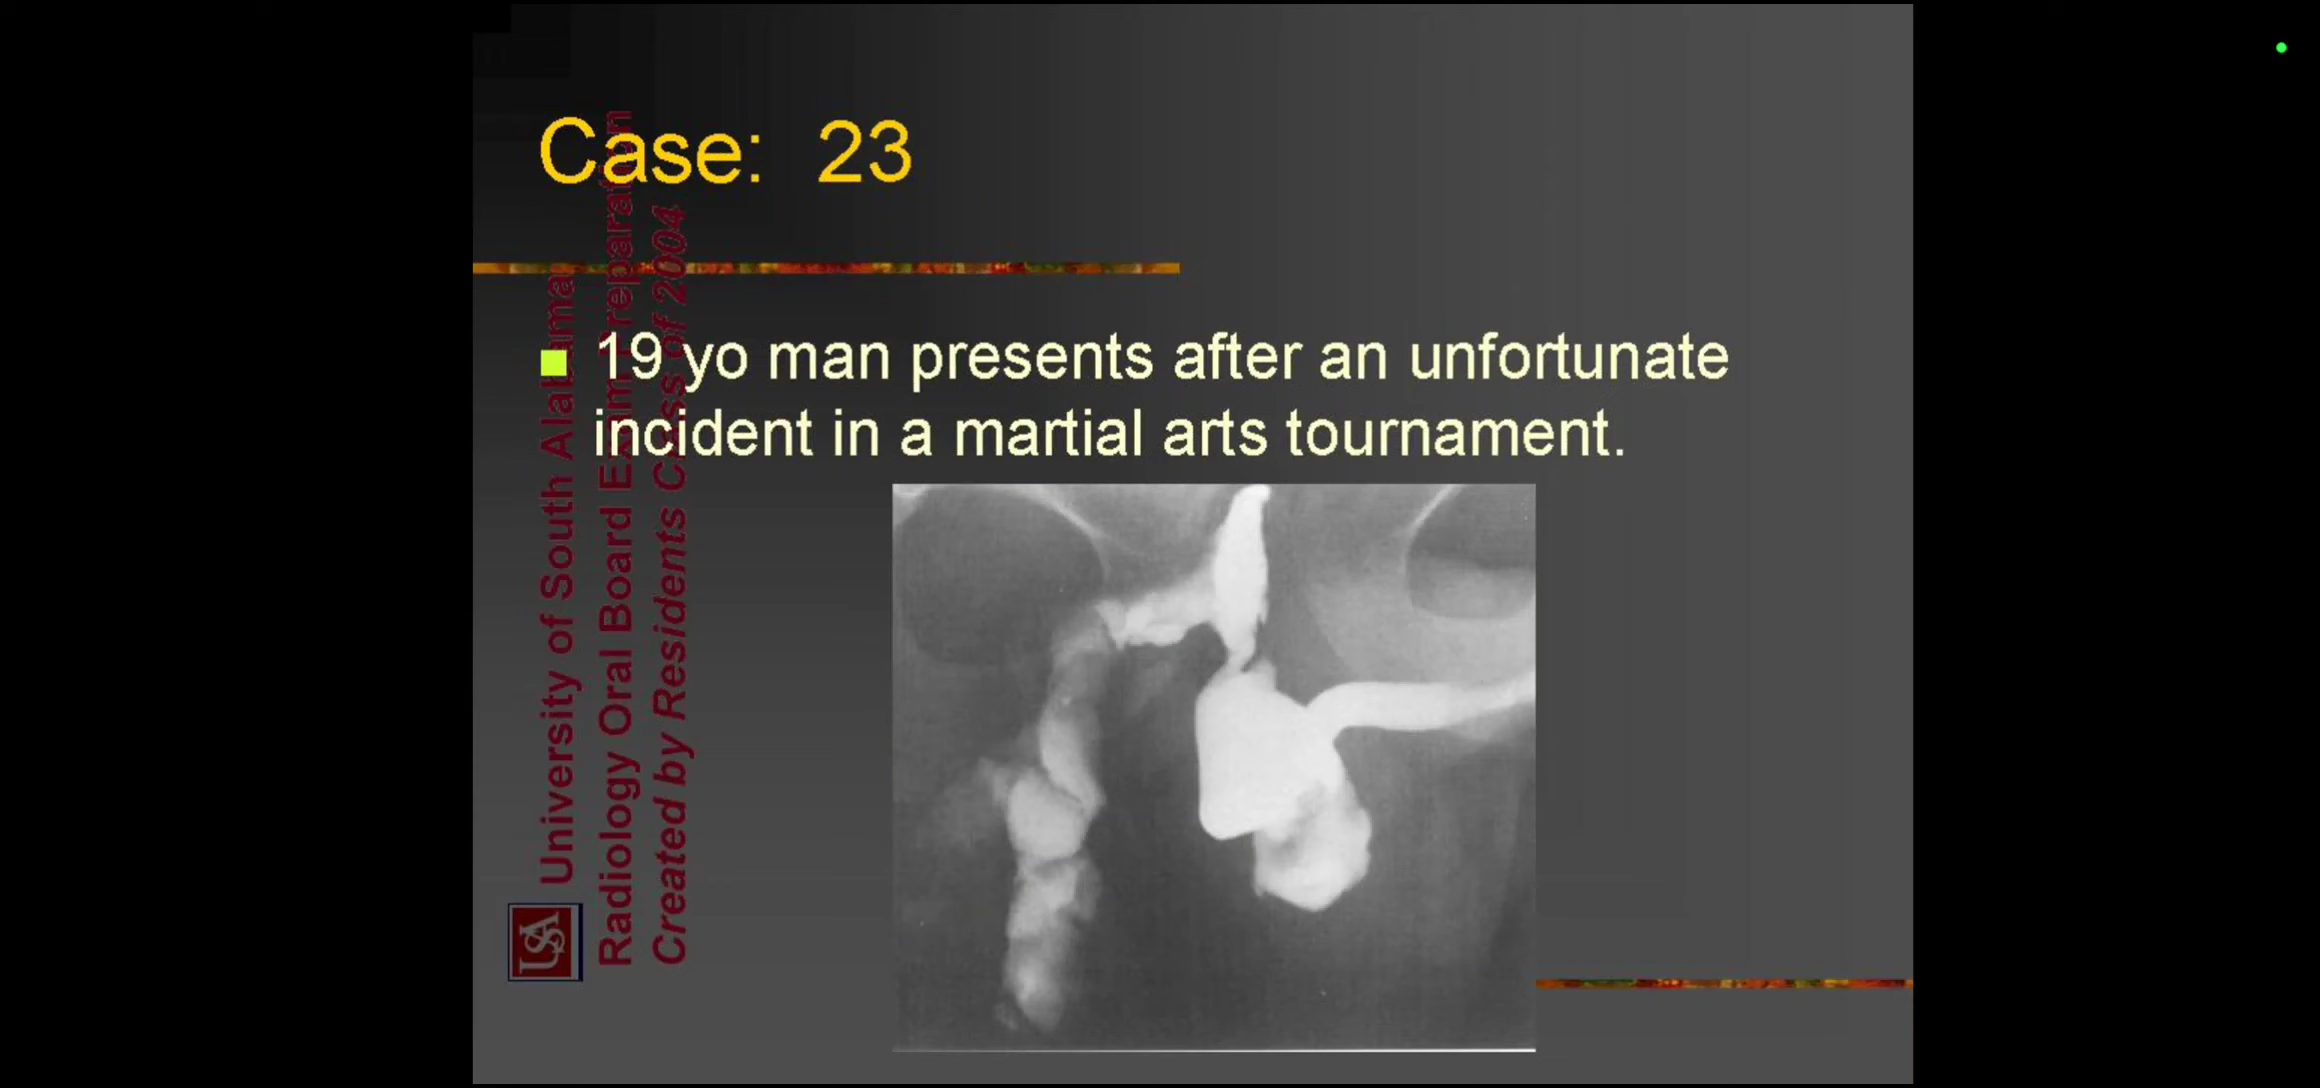 Case: 23
19 yo man presents after an unfortunate
incident in a martial arts tournament.
University of South Alabama
Radiology Oral Board Exam Preparation
Created by Residents Class of 2004
USA